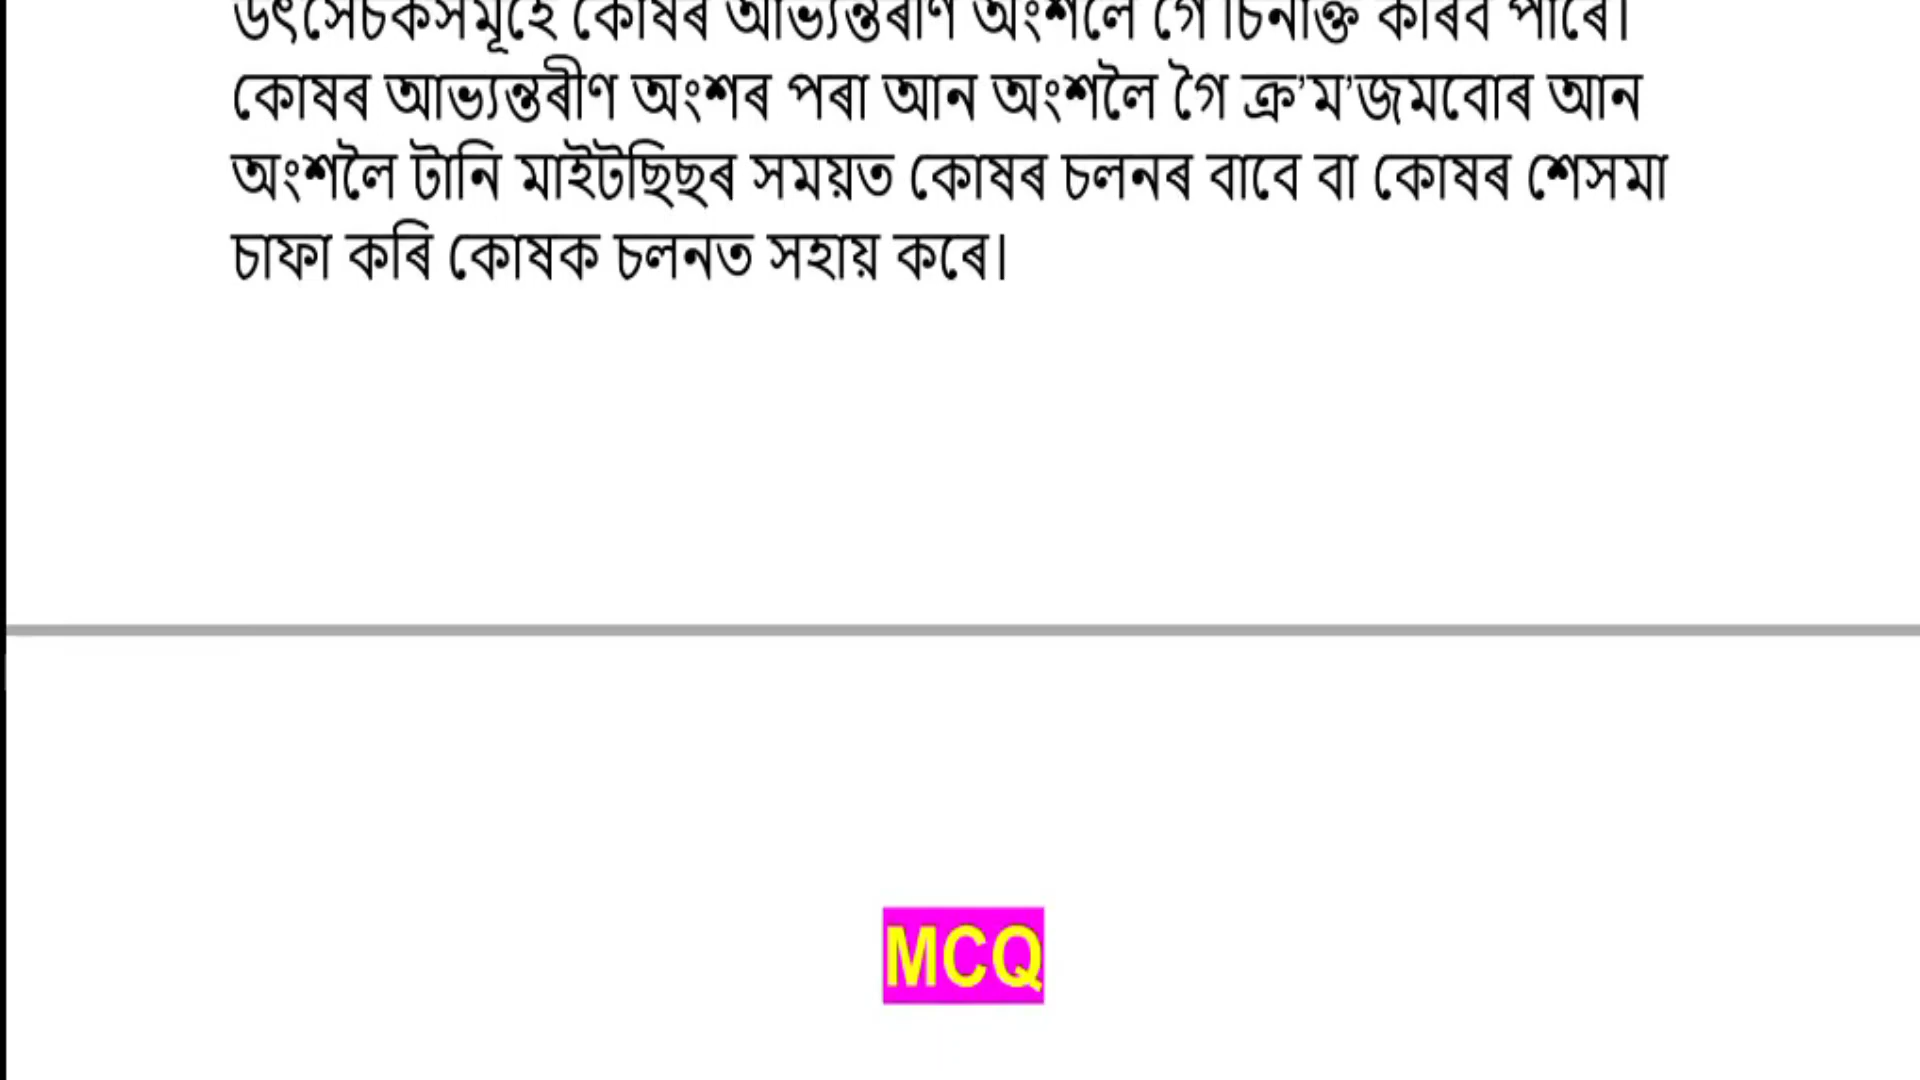 উৎসেচকসমূহে কোষৰ আভ্যন্তৰীণ অংশলৈ গৈ চিনাক্ত কৰিব পাৰে।
কোষৰ আভ্যন্তৰীণ অংশৰ পৰা আন অংশলৈ গৈ ক্ৰ’ম’জমবোৰ আন
অংশলৈ টানি মাইটছিছৰ সময়ত কোষৰ চলনৰ বাবে বা কোষৰ শেসমা
চাফা কৰি কোষক চলনত সহায় কৰে।
MCQ